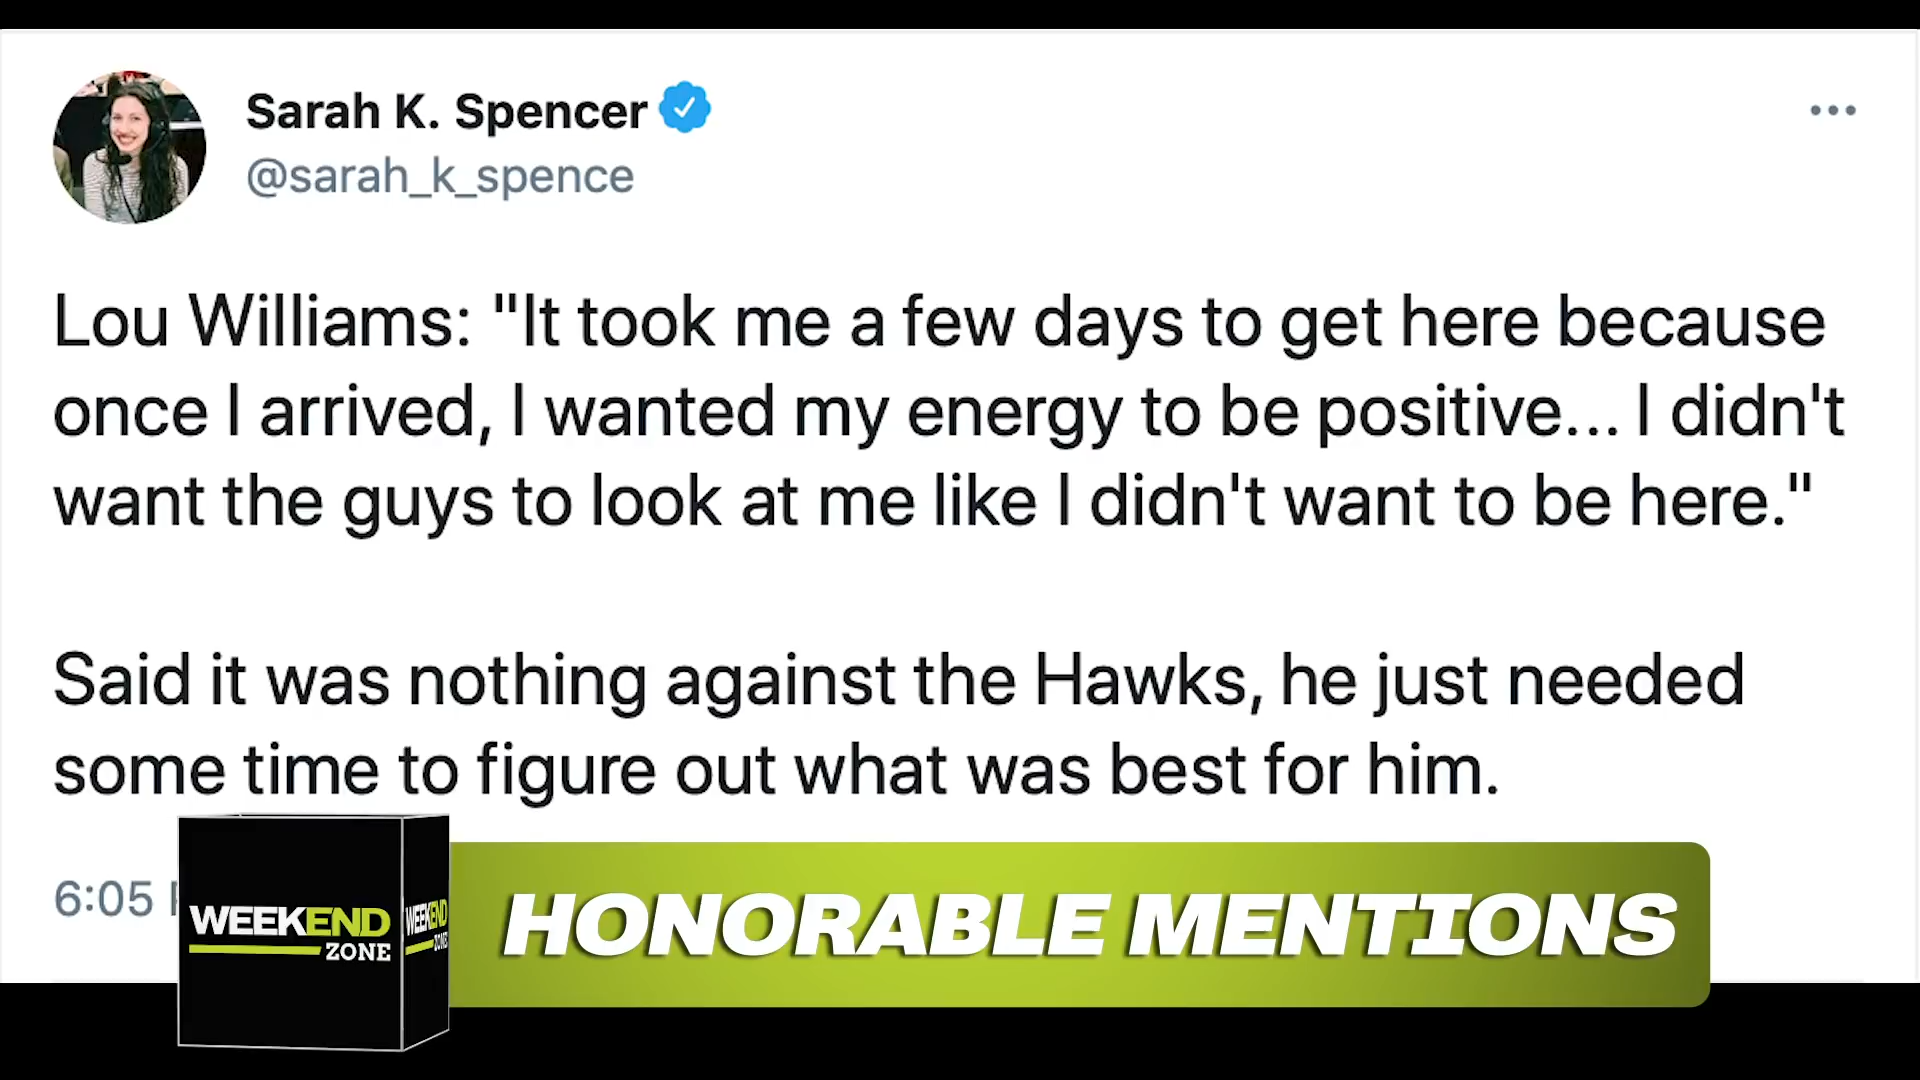 Sarah K. Spencer
@sarah_k_spence
Lou Williams: "It took me a few days to get here because
once I arrived, I wanted my energy to be positive... I didn't
want the guys to look at me like I didn't want to be here."
Said it was nothing against the Hawks, he just needed
some time to figure out what was best for him.
6:05
WEEKEND
ZONE
WEEKEND
ZONE
HONORABLE MENTIONS